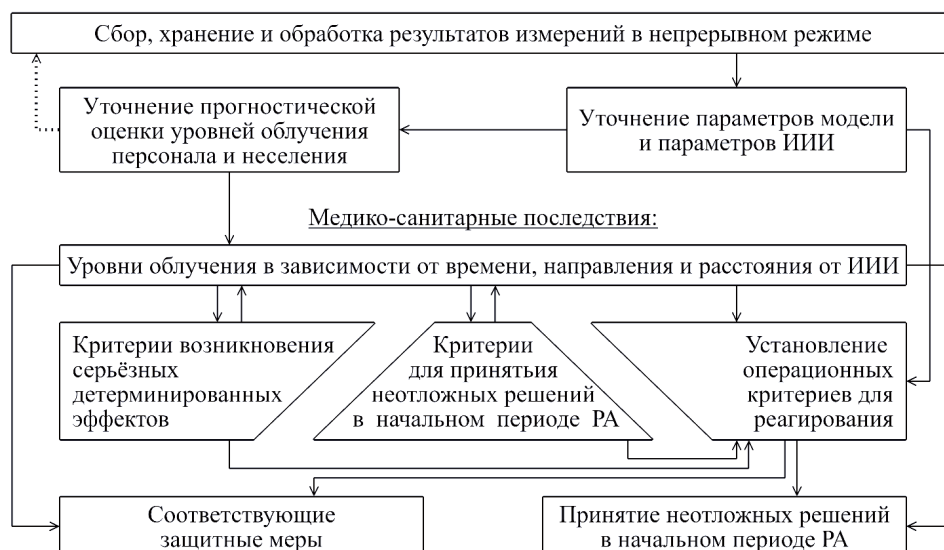 Сбор, хранение и обработка результатов измерений в непрерывном режиме
Уточнение прогностической
оценки уровней облучения
персонала и неселения
Уточнение параметров модели
и параметров ИИИ
Медико-санитарные последствия:
Уровни облучения в зависимости от времени, направления и расстояния от ИИИ
Критерии возникновения
серьёзных
детерминированных
эффектов
Критерии
для принятьия
неотложных решений
в начальном периоде РА
Установление
операционных
критериев для
реагирования
Соответствующие
защитные меры
Принятие неотложных решений
в начальном периоде РА